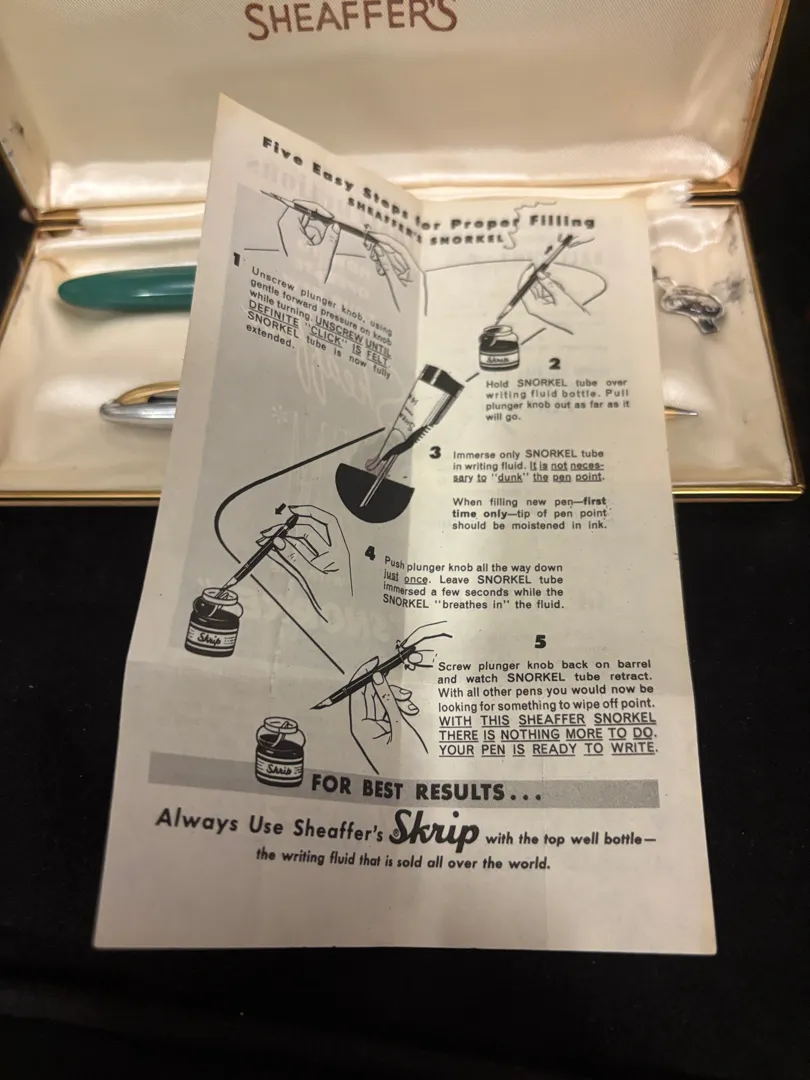 SHEAFFER'S
Five Easy Steps for Proper Filling
SHEAFFER'S SNORKEL
1
Unscrew plunger knob, using
gentle forward pressure on knob
while turning. UNSCREW UNTIL
DEFINITE "CLICK" IS FELT.
SNORKEL tube is now fully
extended.
Skrip
2
Hold SNORKEL tube over
writing fluid bottle. Pull
plunger knob out as far as it
will go.
3
Immerse only SNORKEL tube
in writing fluid. It is not neces-
sary to "dunk" the pen point.
When filling new pen—first
time only—tip of pen point
should be moistened in ink.
4
Push plunger knob all the way down
just once. Leave SNORKEL tube
immersed a few seconds while the
SNORKEL "breathes in" the fluid.
Skrip
5
Screw plunger knob back on barrel
and watch SNORKEL tube retract.
With all other pens you would now be
looking for something to wipe off point.
WITH THIS SHEAFFER SNORKEL
THERE IS NOTHING MORE TO DO.
YOUR PEN IS READY TO WRITE.
Skrip
FOR BEST RESULTS...
Always Use Sheaffer's Skrip with the top well bottle—
the writing fluid that is sold all over the world.